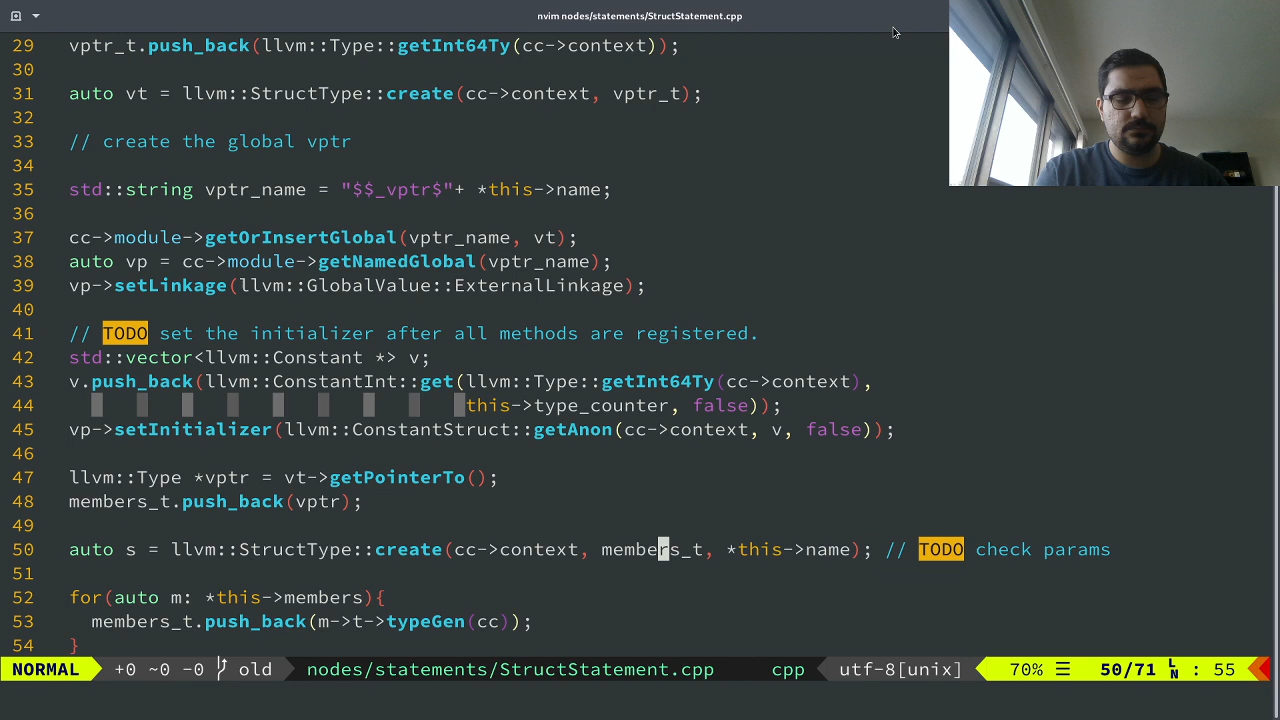 nvim nodes/statements/StructStatement.cpp
29 vptr_t.push_back(llvm::Type::getInt64Ty(cc->context));
30
31 auto vt = llvm::StructType::create(cc->context, vptr_t);
32
33 // create the global vptr
34
35 std::string vptr_name = "$$_vptr$"+ *this->name;
36
37 cc->module->getOrInsertGlobal(vptr_name, vt);
38 auto vp = cc->module->getNamedGlobal(vptr_name);
39 vp->setLinkage(llvm::GlobalValue::ExternalLinkage);
40
41 // TODO set the initializer after all methods are registered.
42 std::vector<llvm::Constant *> v;
43 v.push_back(llvm::ConstantInt::get(llvm::Type::getInt64Ty(cc->context),
44 this->type_counter, false));
45 vp->setInitializer(llvm::ConstantStruct::getAnon(cc->context, v, false));
46
47 llvm::Type *vptr = vt->getPointerTo();
48 members_t.push_back(vptr);
49
50 auto s = llvm::StructType::create(cc->context, members_t, *this->name); // TODO check params
51
52 for(auto m: *this->members){
53 members_t.push_back(m->t->typeGen(cc));
54 }
NORMAL +0 ~0 -0 old nodes/statements/StructStatement.cpp cpp utf-8[unix] 70% ☰ 50/71 LN : 55